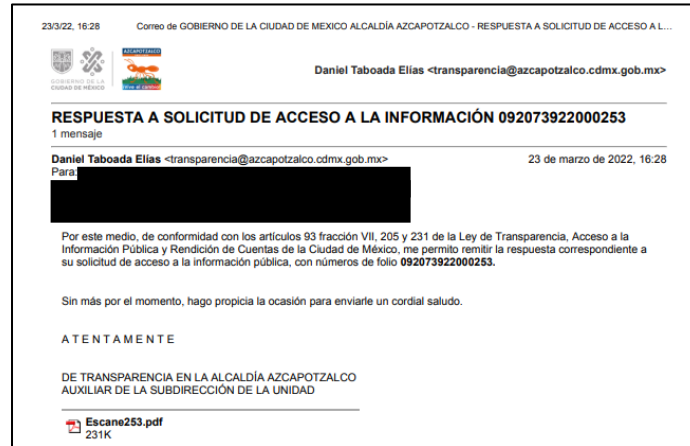 23/3/22, 16:28 Correo de GOBIERNO DE LA CIUDAD DE MEXICO ALCALDÍA AZCAPOTZALCO - RESPUESTA A SOLICITUD DE ACCESO A L...
AZCAPOTZALCO
GOBIERNO DE LA
CIUDAD DE MÉXICO
Daniel Taboada Elías <transparencia@azcapotzalco.cdmx.gob.mx>
RESPUESTA A SOLICITUD DE ACCESO A LA INFORMACIÓN 092073922000253
1 mensaje
Daniel Taboada Elías <transparencia@azcapotzalco.cdmx.gob.mx> 23 de marzo de 2022, 16:28
Para:
Por este medio, de conformidad con los artículos 93 fracción VII, 205 y 231 de la Ley de Transparencia, Acceso a la
Información Pública y Rendición de Cuentas de la Ciudad de México, me permito remitir la respuesta correspondiente a
su solicitud de acceso a la información pública, con números de folio 092073922000253.
Sin más por el momento, hago propicia la ocasión para enviarle un cordial saludo.
A T E N T A M E N T E
DE TRANSPARENCIA EN LA ALCALDÍA AZCAPOTZALCO
AUXILIAR DE LA SUBDIRECCIÓN DE LA UNIDAD
Escane253.pdf
231K